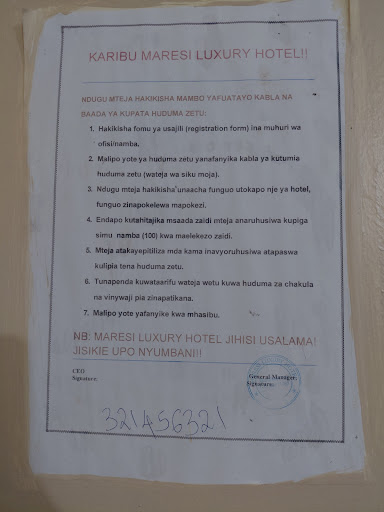 KARIBU MARESI LUXURY HOTEL!!
NDUGU MTEJA HAKIKISHA MAMBO YAFUATAYO KABLA NA
BAADA YA KUPATA HUDUMA ZETU:
1. Hakikisha fomu ya usajili (registration form) ina muhuri wa
ofisi/namba.
2. Malipo yote ya huduma zetu yanafanyika kabla ya kutumia
huduma zetu (wateja wa siku moja).
3. Ndugu mteja hakikisha unaache funguo utokapo nje ya hotel,
funguo zinapokelewa mapokezi.
4. Endapo kutahitajika msaada zaidi mteja anaruhusiwa kupiga
simu namba (100) kwa maelekezo zaidi.
5. Mteja atakayepitiliza mda kama inavyoruhusiwa atapaswa
kulipia tena huduma zetu.
6. Tunapenda kuwataarifu wateja wetu kuwa huduma za chakula
na vinywaji pia zinapatikana.
7. Malipo yote yafanyike kwa mhasibu.
NB: MARESI LUXURY HOTEL JIHISI USALAMA!
JISIKIE UPO NYUMBANI!!
CEO
Signature.
General Manager.
Signature.
321456321